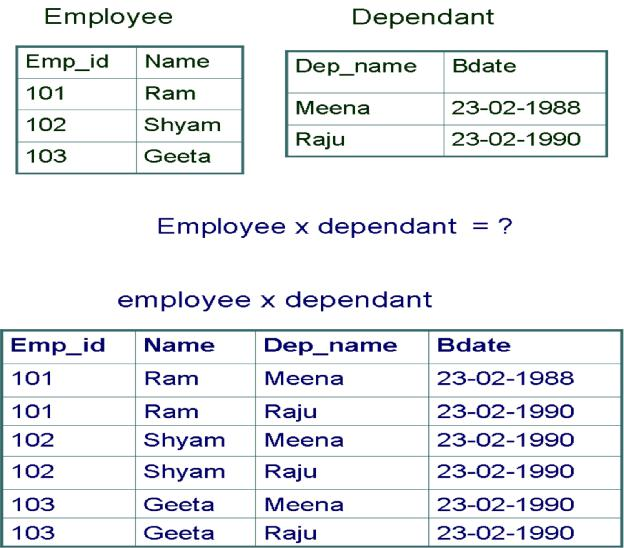 Employee Dependant
Emp_id Name
101 Ram
102 Shyam
103 Geeta
Dep_name Bdate
Meena 23-02-1988
Raju 23-02-1990
Employee x dependant = ?
employee x dependant
Emp_id Name Dep_name Bdate
101 Ram Meena 23-02-1988
101 Ram Raju 23-02-1990
102 Shyam Meena 23-02-1990
102 Shyam Raju 23-02-1990
103 Geeta Meena 23-02-1990
103 Geeta Raju 23-02-1990